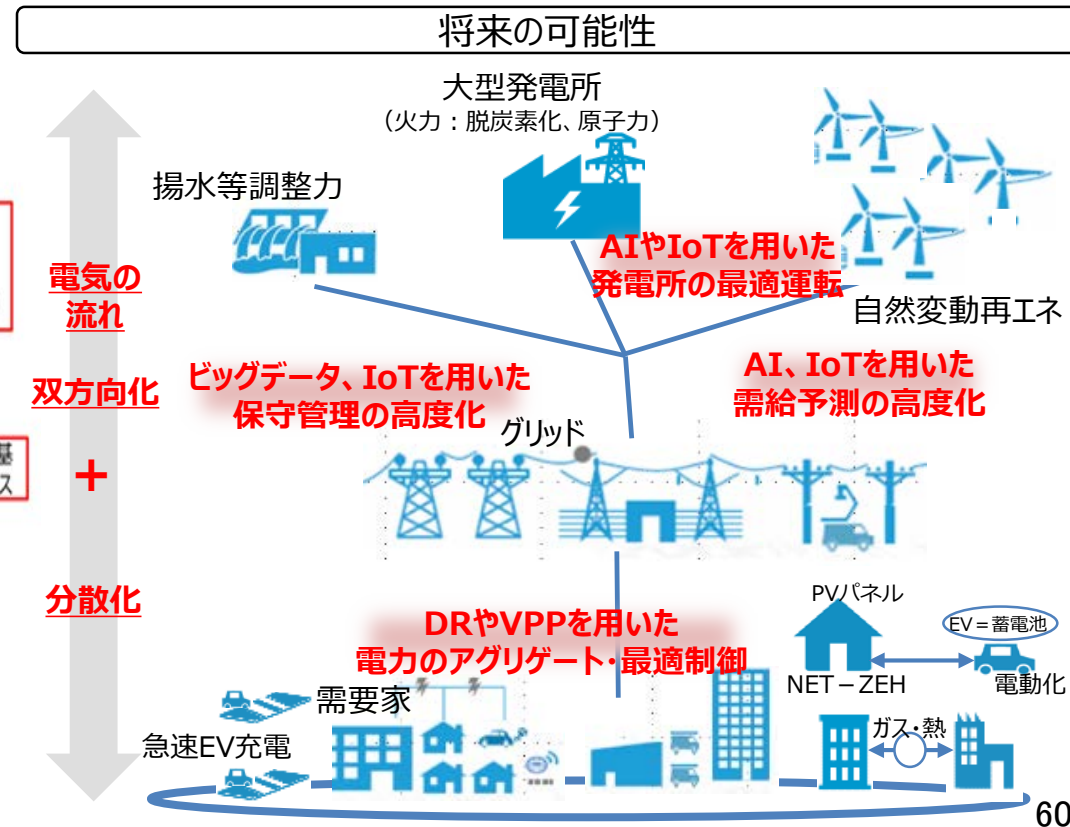 将来の可能性
大型発電所
（火力：脱炭素化、原子力）
揚水等調整力
AIやIoTを用いた
発電所の最適運転
自然変動再エネ
電気の
流れ
双方向化
+
分散化
ビッグデータ、IoTを用いた
保守管理の高度化
AI、IoTを用いた
需給予測の高度化
グリッド
基
ス
DRやVPPを用いた
電力のアグリゲート・最適制御
PVパネル
EV＝蓄電池
NET－ZEH
電動化
需要家
急速EV充電
ガス・熱
60